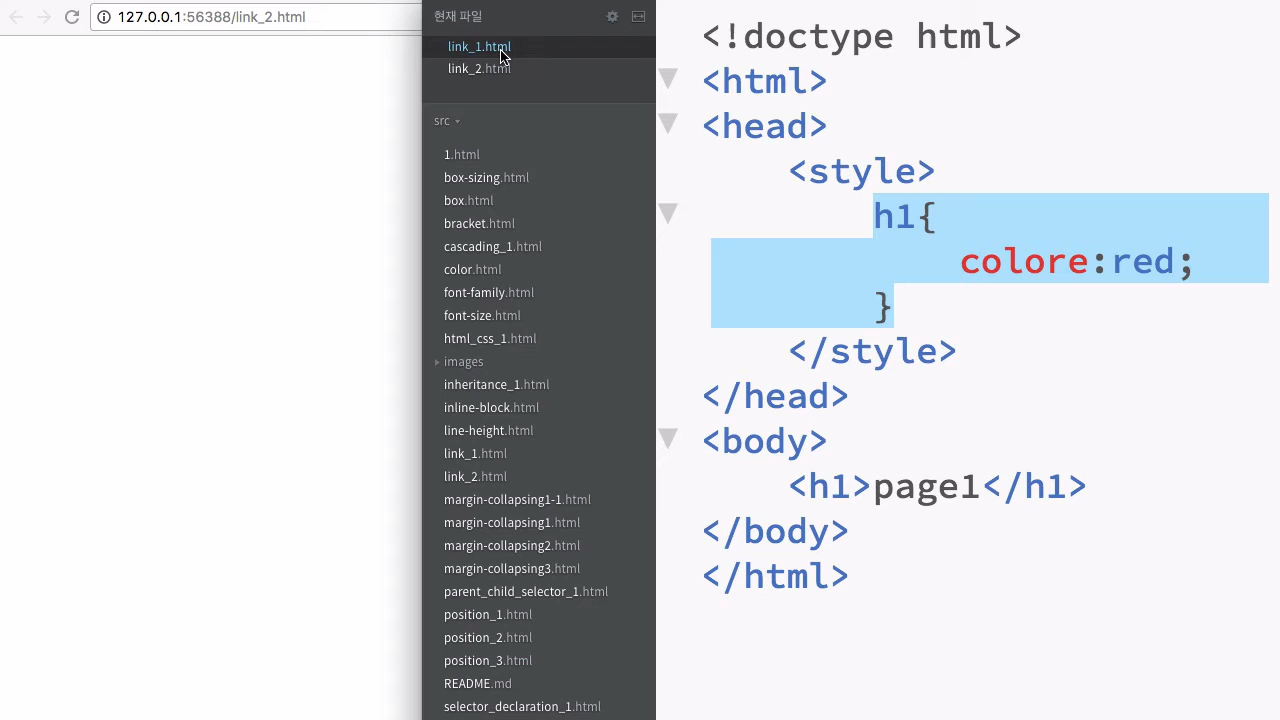 127.0.0.1:56388/link_2.html
현재 파일
link_1.html
link_2.html
src
1.html
box-sizing.html
box.html
bracket.html
cascading_1.html
color.html
font-family.html
font-size.html
html_css_1.html
images
inheritance_1.html
inline-block.html
line-height.html
link_1.html
link_2.html
margin-collapsing1-1.html
margin-collapsing1.html
margin-collapsing2.html
margin-collapsing3.html
parent_child_selector_1.html
position_1.html
position_2.html
position_3.html
README.md
selector_declaration_1.html
<!doctype html>
<html>
<head>
<style>
h1{
colore:red;
}
</style>
</head>
<body>
<h1>page1</h1>
</body>
</html>